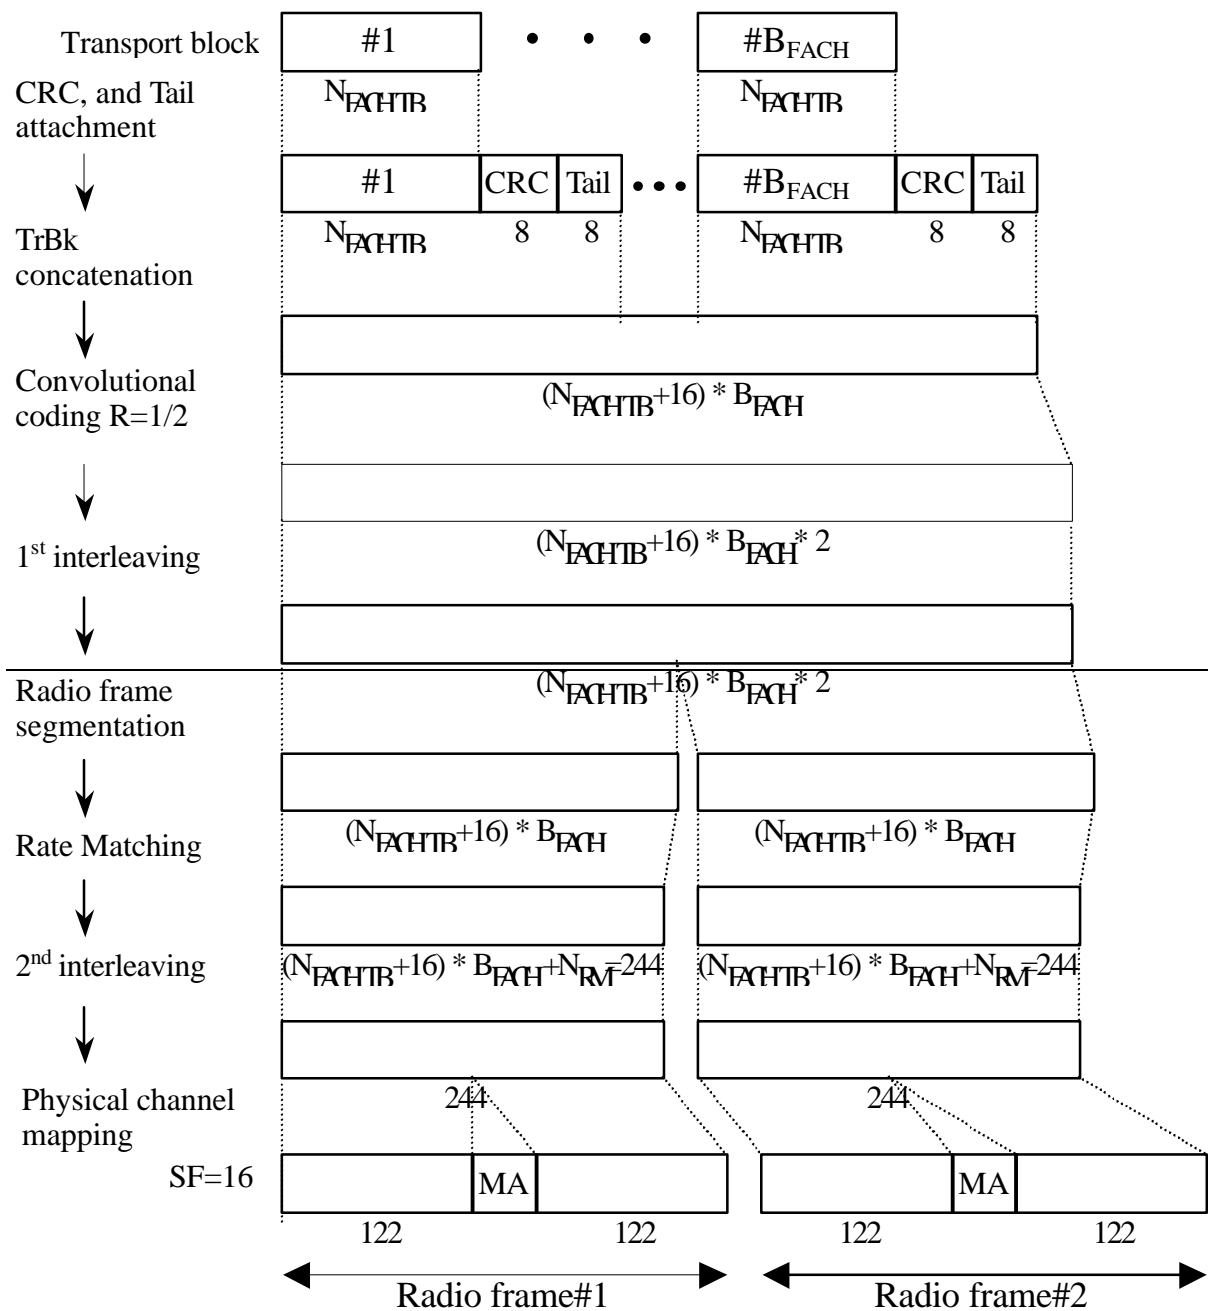 Transport block #1 • • • #B_FACH
N_FACHTB N_FACHTB
CRC, and Tail
attachment
#1 CRC Tail ••• #B_FACH CRC Tail
N_FACHTB 8 8 N_FACHTB 8 8
TrBk
concatenation
Convolutional
coding R=1/2
(N_FACHTB+16) * B_FACH
1st interleaving
(N_FACHTB+16) * B_FACH* 2
Radio frame
segmentation
(N_FACHTB+16) * B_FACH* 2
Rate Matching
(N_FACHTB+16) * B_FACH (N_FACHTB+16) * B_FACH
2nd interleaving
(N_FACHTB+16) * B_FACH+N_RM=244 (N_FACHTB+16) * B_FACH+N_RM=244
Physical channel
mapping
244 244
SF=16 MA MA
122 122 122 122
Radio frame#1 Radio frame#2